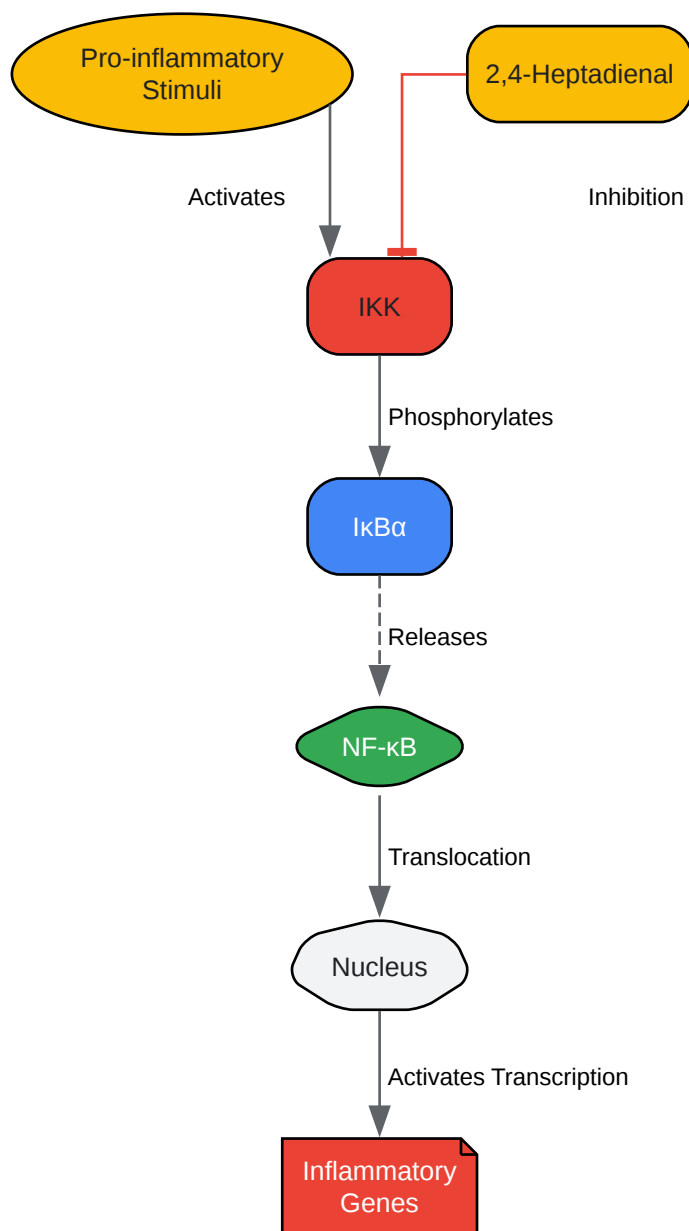 Pro-inflammatory
Stimuli
2,4-Heptadienal
Activates
Inhibition
IKK
Phosphorylates
IκBα
Releases
NF-κB
Translocation
Nucleus
Activates Transcription
Inflammatory
Genes